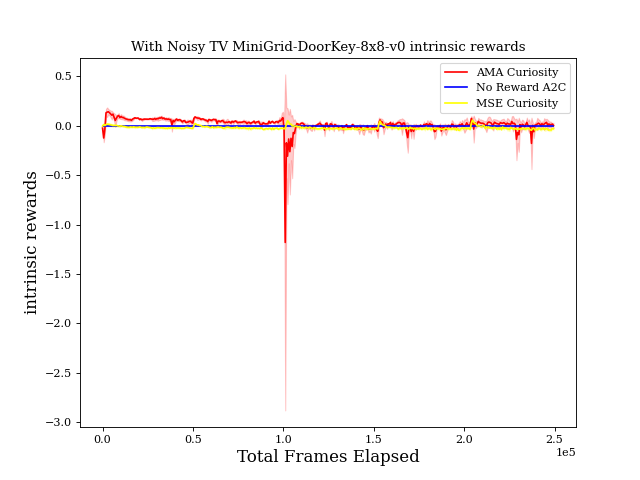 With Noisy TV MiniGrid-DoorKey-8x8-v0 intrinsic rewards
AMA Curiosity
No Reward A2C
MSE Curiosity
0.5
0.0
−0.5
−1.0
−1.5
−2.0
−2.5
−3.0
intrinsic rewards
0.0
0.5
1.0
1.5
2.0
2.5
1e5
Total Frames Elapsed